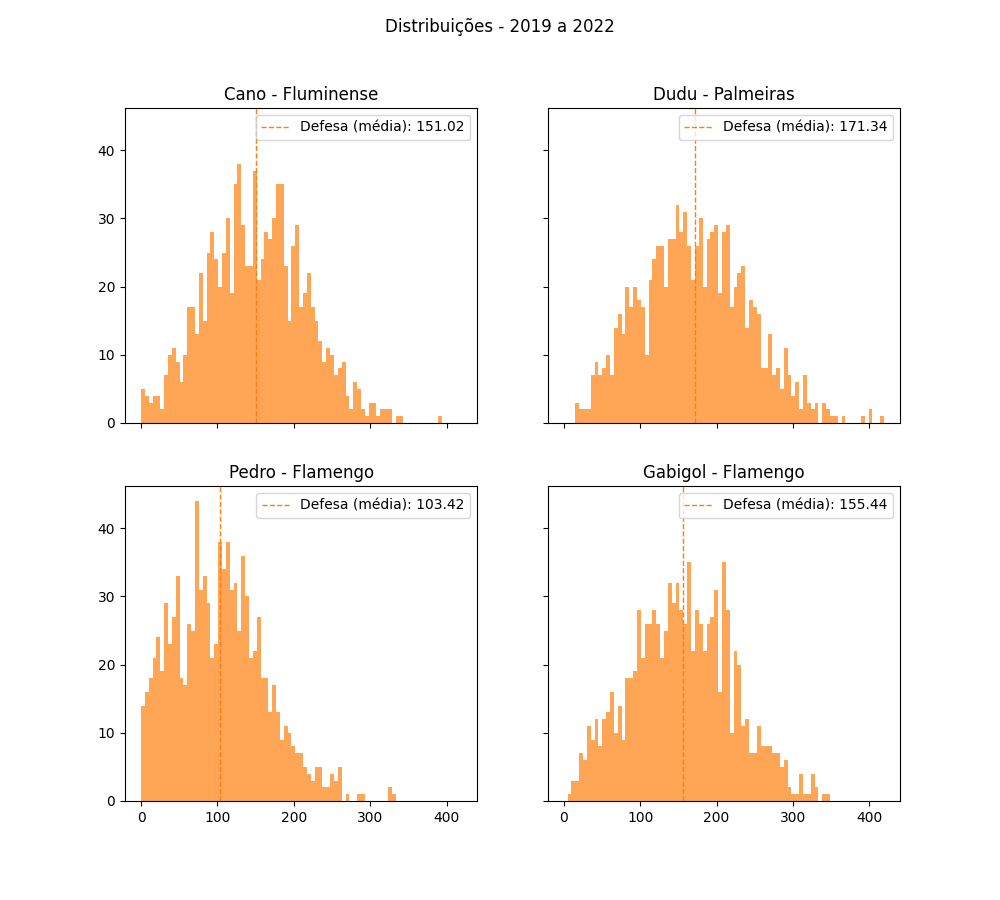 Distribuições - 2019 a 2022
Cano - Fluminense
Defesa (média): 151.02
40
30
20
10
0
Dudu - Palmeiras
Defesa (média): 171.34
Pedro - Flamengo
Defesa (média): 103.42
40
30
20
10
0
0 100 200 300 400
Gabigol - Flamengo
Defesa (média): 155.44
0 100 200 300 400